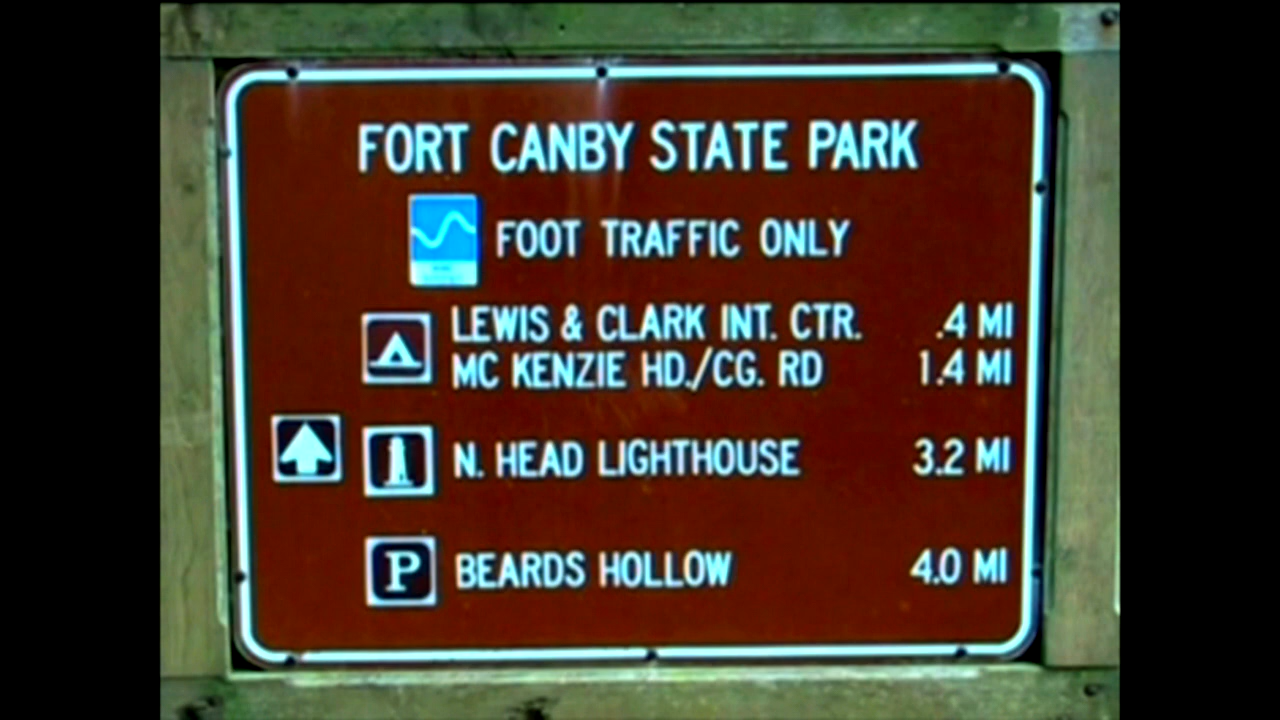 FORT CANBY STATE PARK
FOOT TRAFFIC ONLY
LEWIS & CLARK INT. CTR. .4 MI
MC KENZIE HD./CG. RD 1.4 MI
N. HEAD LIGHTHOUSE 3.2 MI
P BEARDS HOLLOW 4.0 MI